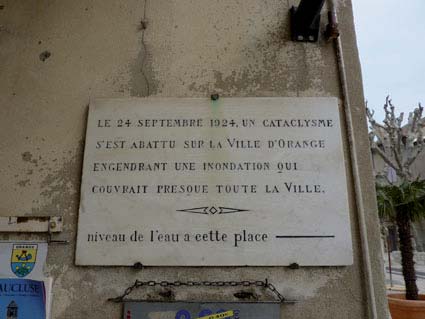 LE 24 SEPTEMBRE 1924, UN CATACLYSME
S'EST ABATTU SUR LA VILLE D'ORANGE
ENGENDRANT UNE INONDATION QUI
COUVRAIT PRESQUE TOUTE LA VILLE.
niveau de l'eau a cette place
ORANGE
AUCLUSE